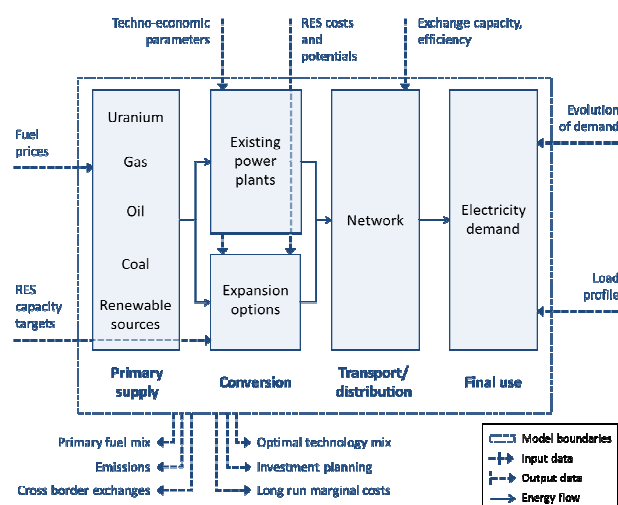 Techno-economic
parameters
RES costs
and
potentials
Exchange capacity,
efficiency
Fuel
prices
RES
capacity
targets
Uranium
Gas
Oil
Coal
Renewable
sources
Existing
power
plants
Expansion
options
Network
Electricity
demand
Evolution
of demand
Load
profile
Primary
supply
Conversion
Transport/
distribution
Final use
Primary fuel mix
Emissions
Cross border exchanges
Optimal technology mix
Investment planning
Long run marginal costs
Model boundaries
Input data
Output data
Energy flow